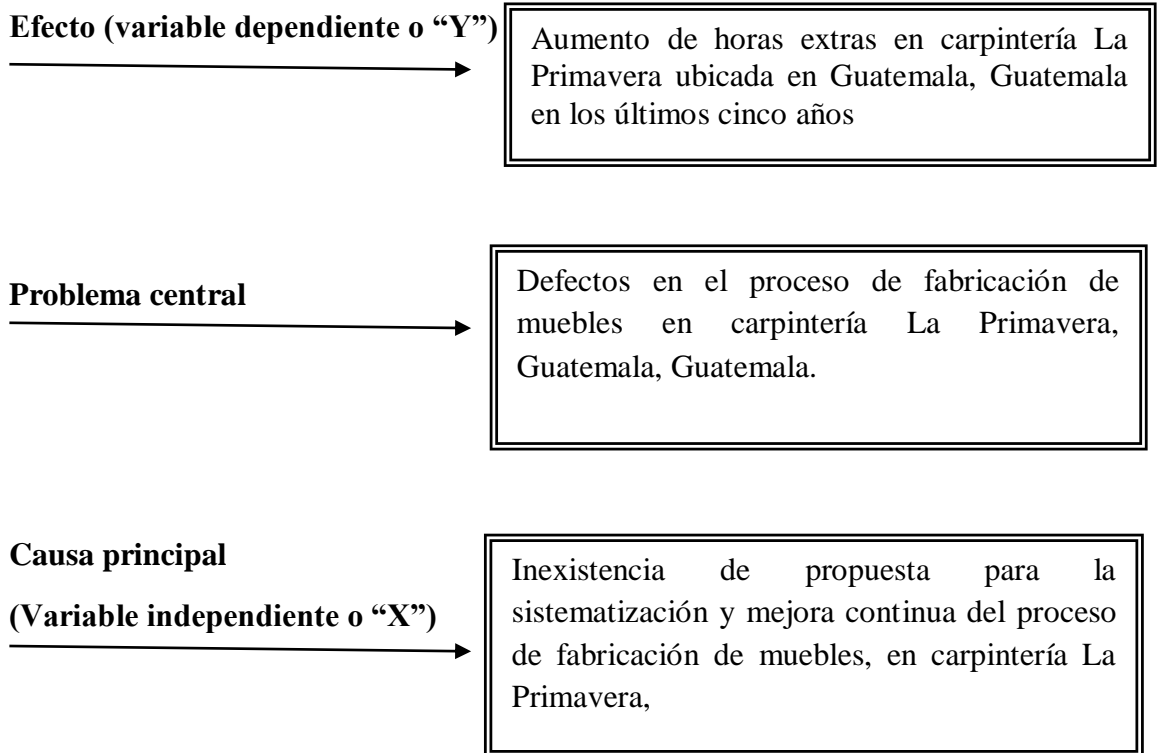 Efecto (variable dependiente o “Y”)
Aumento de horas extras en carpintería La
Primavera ubicada en Guatemala, Guatemala
en los últimos cinco años
Problema central
Defectos en el proceso de fabricación de
muebles en carpintería La Primavera,
Guatemala, Guatemala.
Causa principal
(Variable independiente o “X”)
Inexistencia de propuesta para la
sistematización y mejora continua del proceso
de fabricación de muebles, en carpintería La
Primavera,